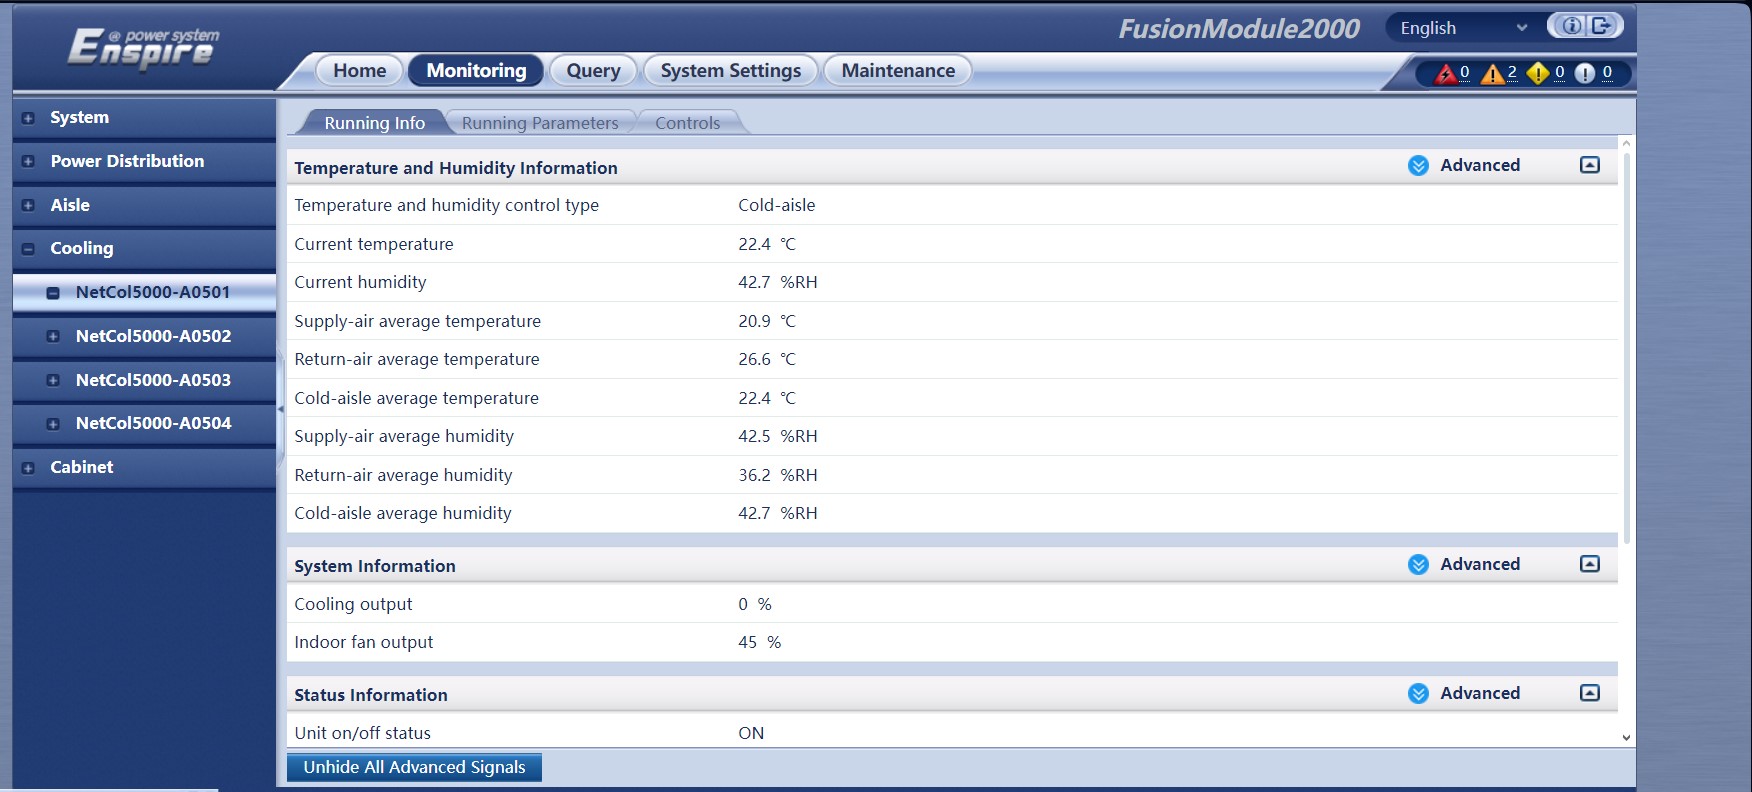 Enspire @ power system
FusionModule2000
English
Home Monitoring Query System Settings Maintenance
0 2 0 0
System
Power Distribution
Aisle
Cooling
NetCol5000-A0501
NetCol5000-A0502
NetCol5000-A0503
NetCol5000-A0504
Cabinet
Running Info Running Parameters Controls
Temperature and Humidity Information Advanced
Temperature and humidity control type Cold-aisle
Current temperature 22.4 ℃
Current humidity 42.7 %RH
Supply-air average temperature 20.9 ℃
Return-air average temperature 26.6 ℃
Cold-aisle average temperature 22.4 ℃
Supply-air average humidity 42.5 %RH
Return-air average humidity 36.2 %RH
Cold-aisle average humidity 42.7 %RH
System Information Advanced
Cooling output 0 %
Indoor fan output 45 %
Status Information Advanced
Unit on/off status ON
Unhide All Advanced Signals